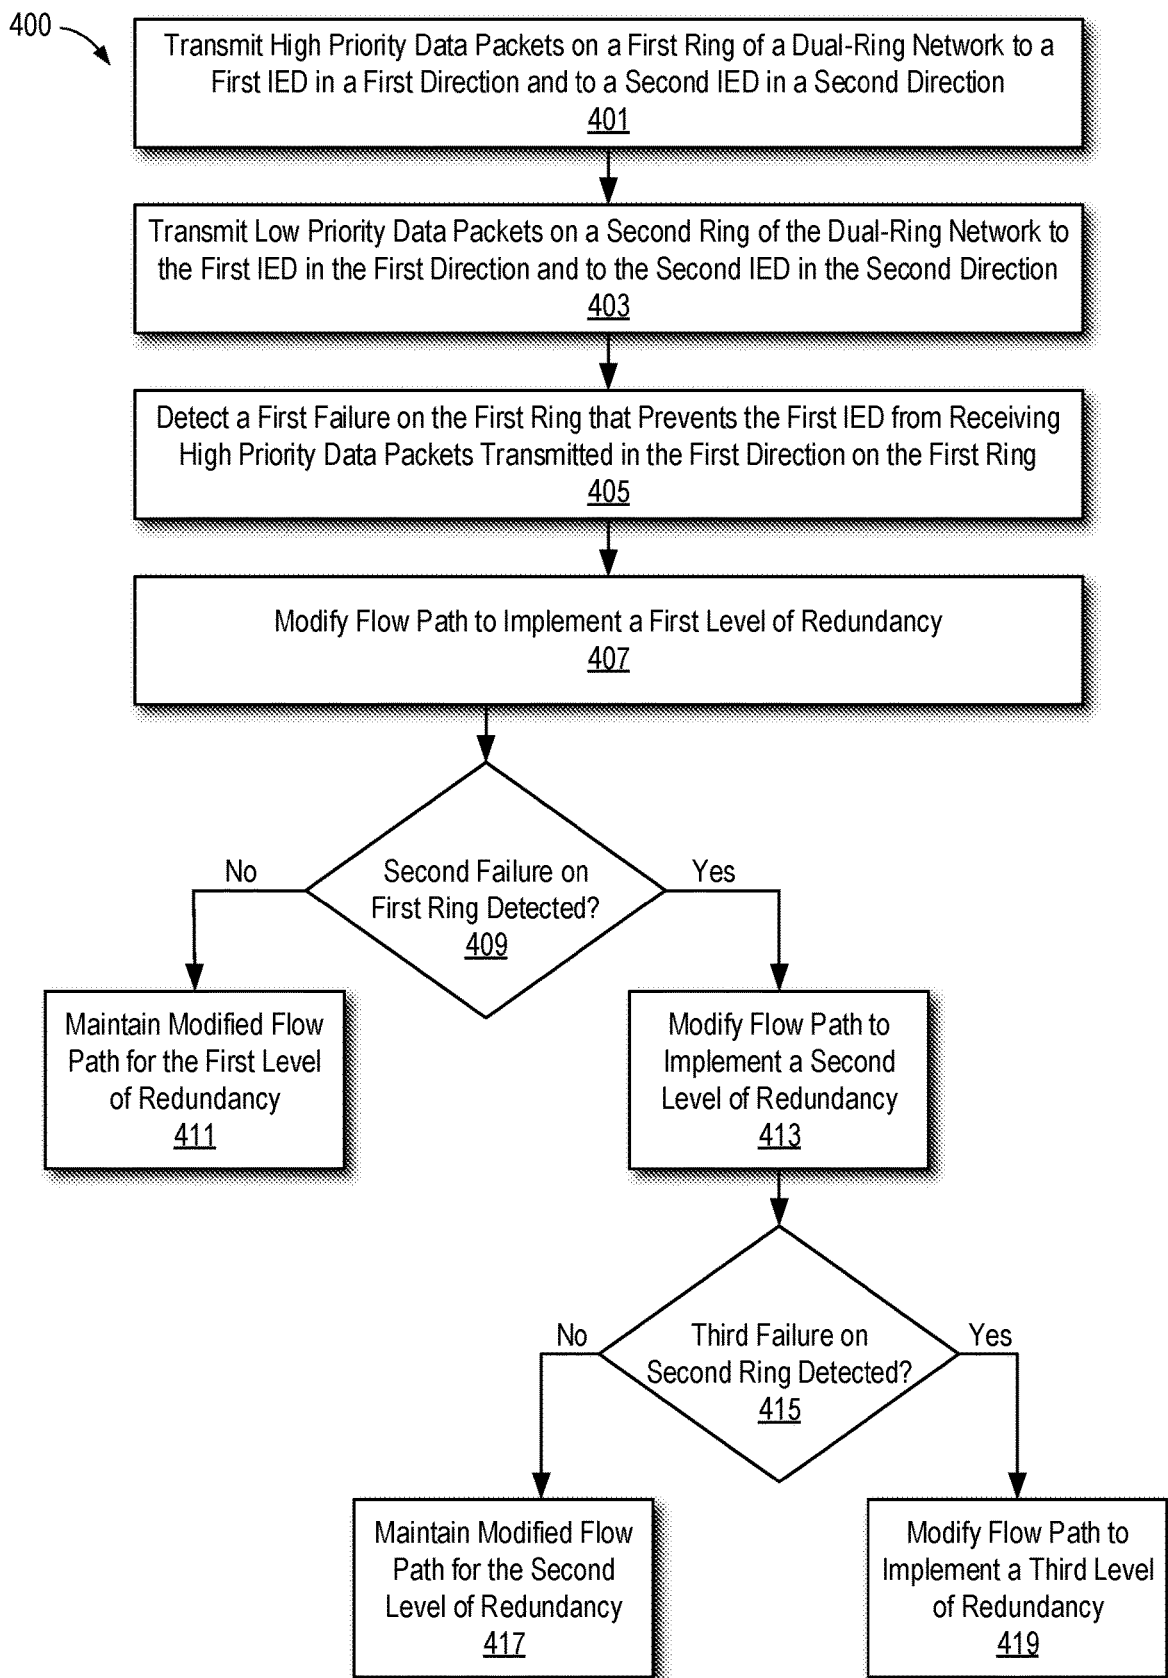 400
Transmit High Priority Data Packets on a First Ring of a Dual-Ring Network to a
First IED in a First Direction and to a Second IED in a Second Direction
401
Transmit Low Priority Data Packets on a Second Ring of the Dual-Ring Network to
the First IED in the First Direction and to the Second IED in the Second Direction
403
Detect a First Failure on the First Ring that Prevents the First IED from Receiving
High Priority Data Packets Transmitted in the First Direction on the First Ring
405
Modify Flow Path to Implement a First Level of Redundancy
407
No
Second Failure on
First Ring Detected?
409
Yes
Maintain Modified Flow
Path for the First Level
of Redundancy
411
Modify Flow Path to
Implement a Second
Level of Redundancy
413
No
Third Failure on
Second Ring Detected?
415
Yes
Maintain Modified Flow
Path for the Second
Level of Redundancy
417
Modify Flow Path to
Implement a Third Level
of Redundancy
419